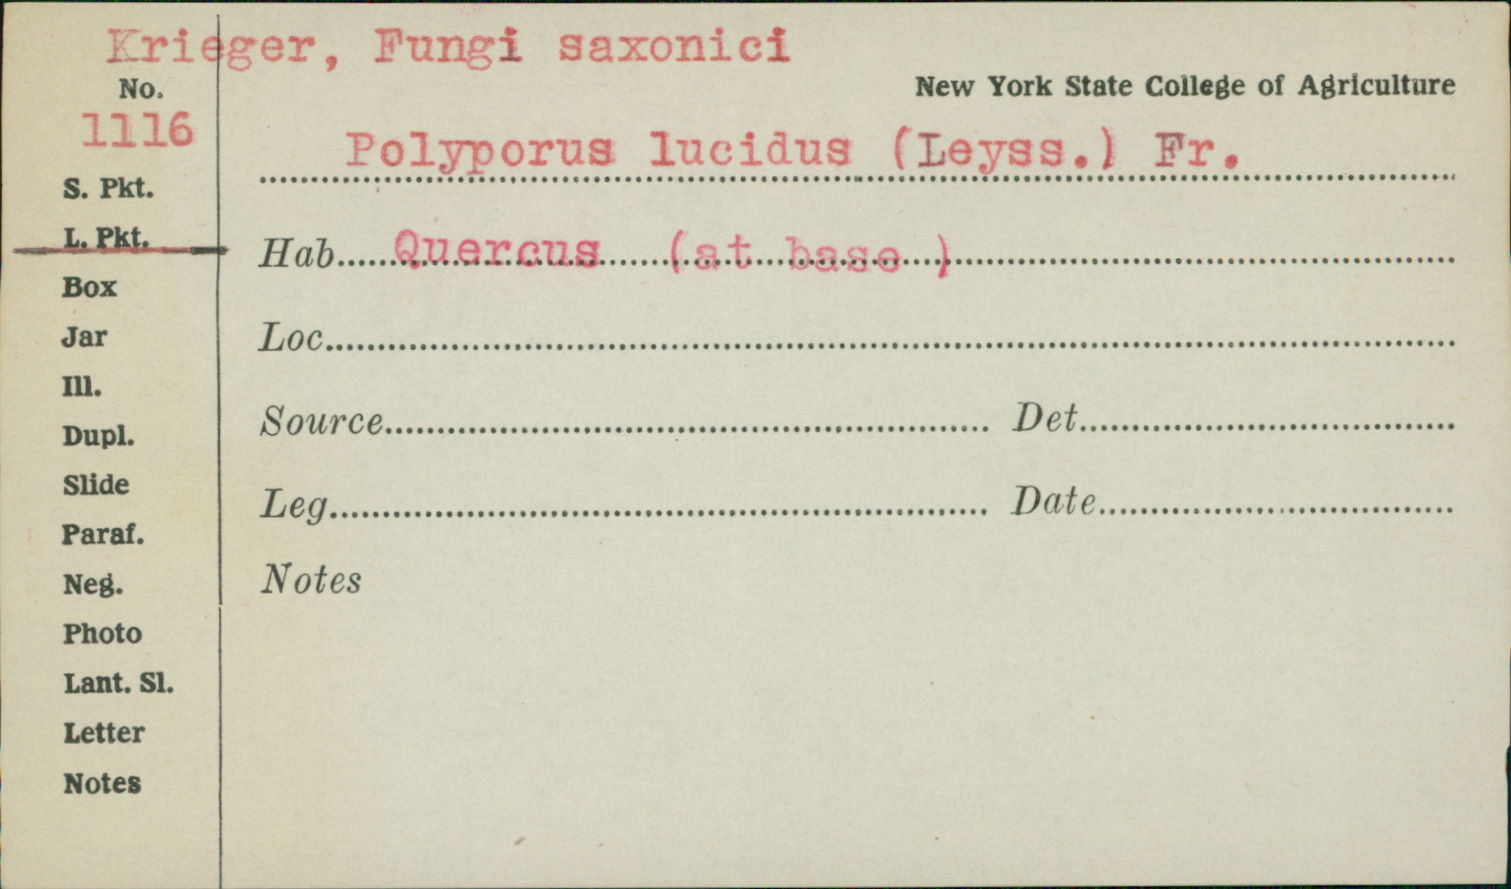 Krieger, Fungi saxonici
No.
New York State College of Agriculture
1116
Polyporus lucidus (Leyss.) Fr.
S. Pkt.
L. Pkt.
Hab. Quercus (at base )
Box
Jar
Loc.
Ill.
Source
Det.
Dupl.
Slide
Leg.
Date
Paraf.
Neg.
Notes
Photo
Lant. Sl.
Letter
Notes